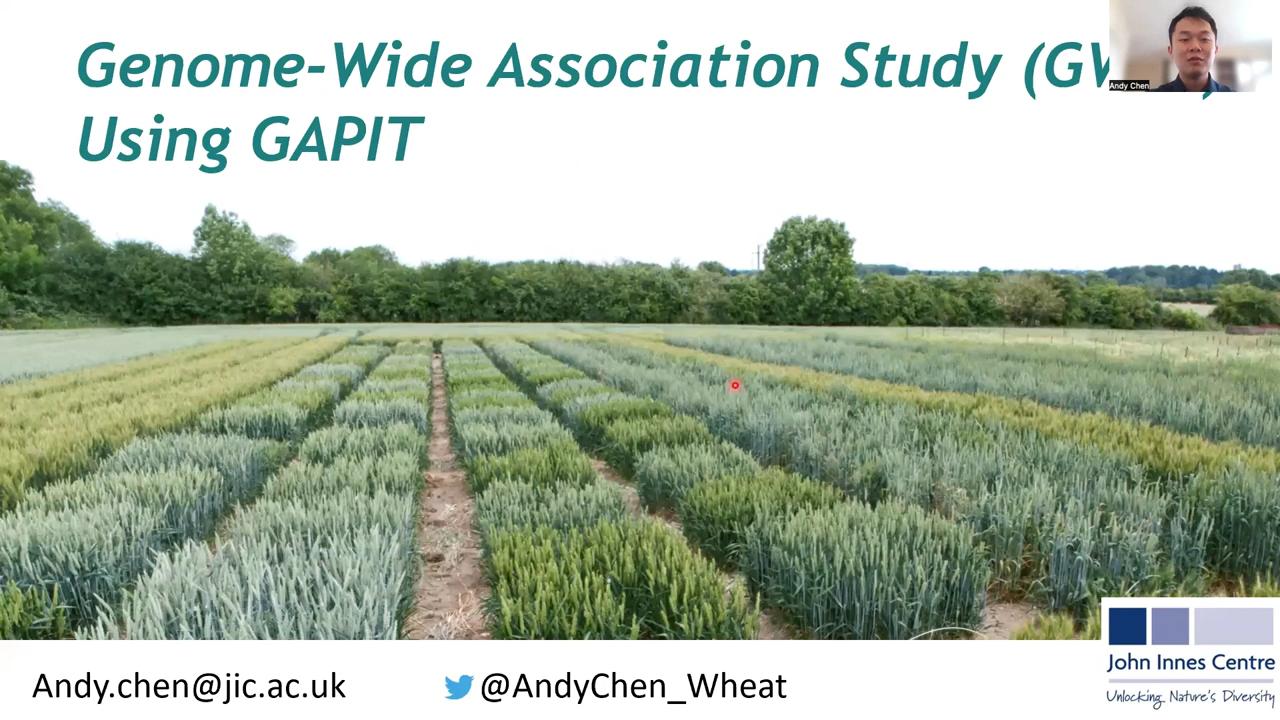 Genome-Wide Association Study (GW
Using GAPIT
Andy Chen
John Innes Centre
Unlocking Nature's Diversity
Andy.chen@jic.ac.uk
@AndyChen_Wheat